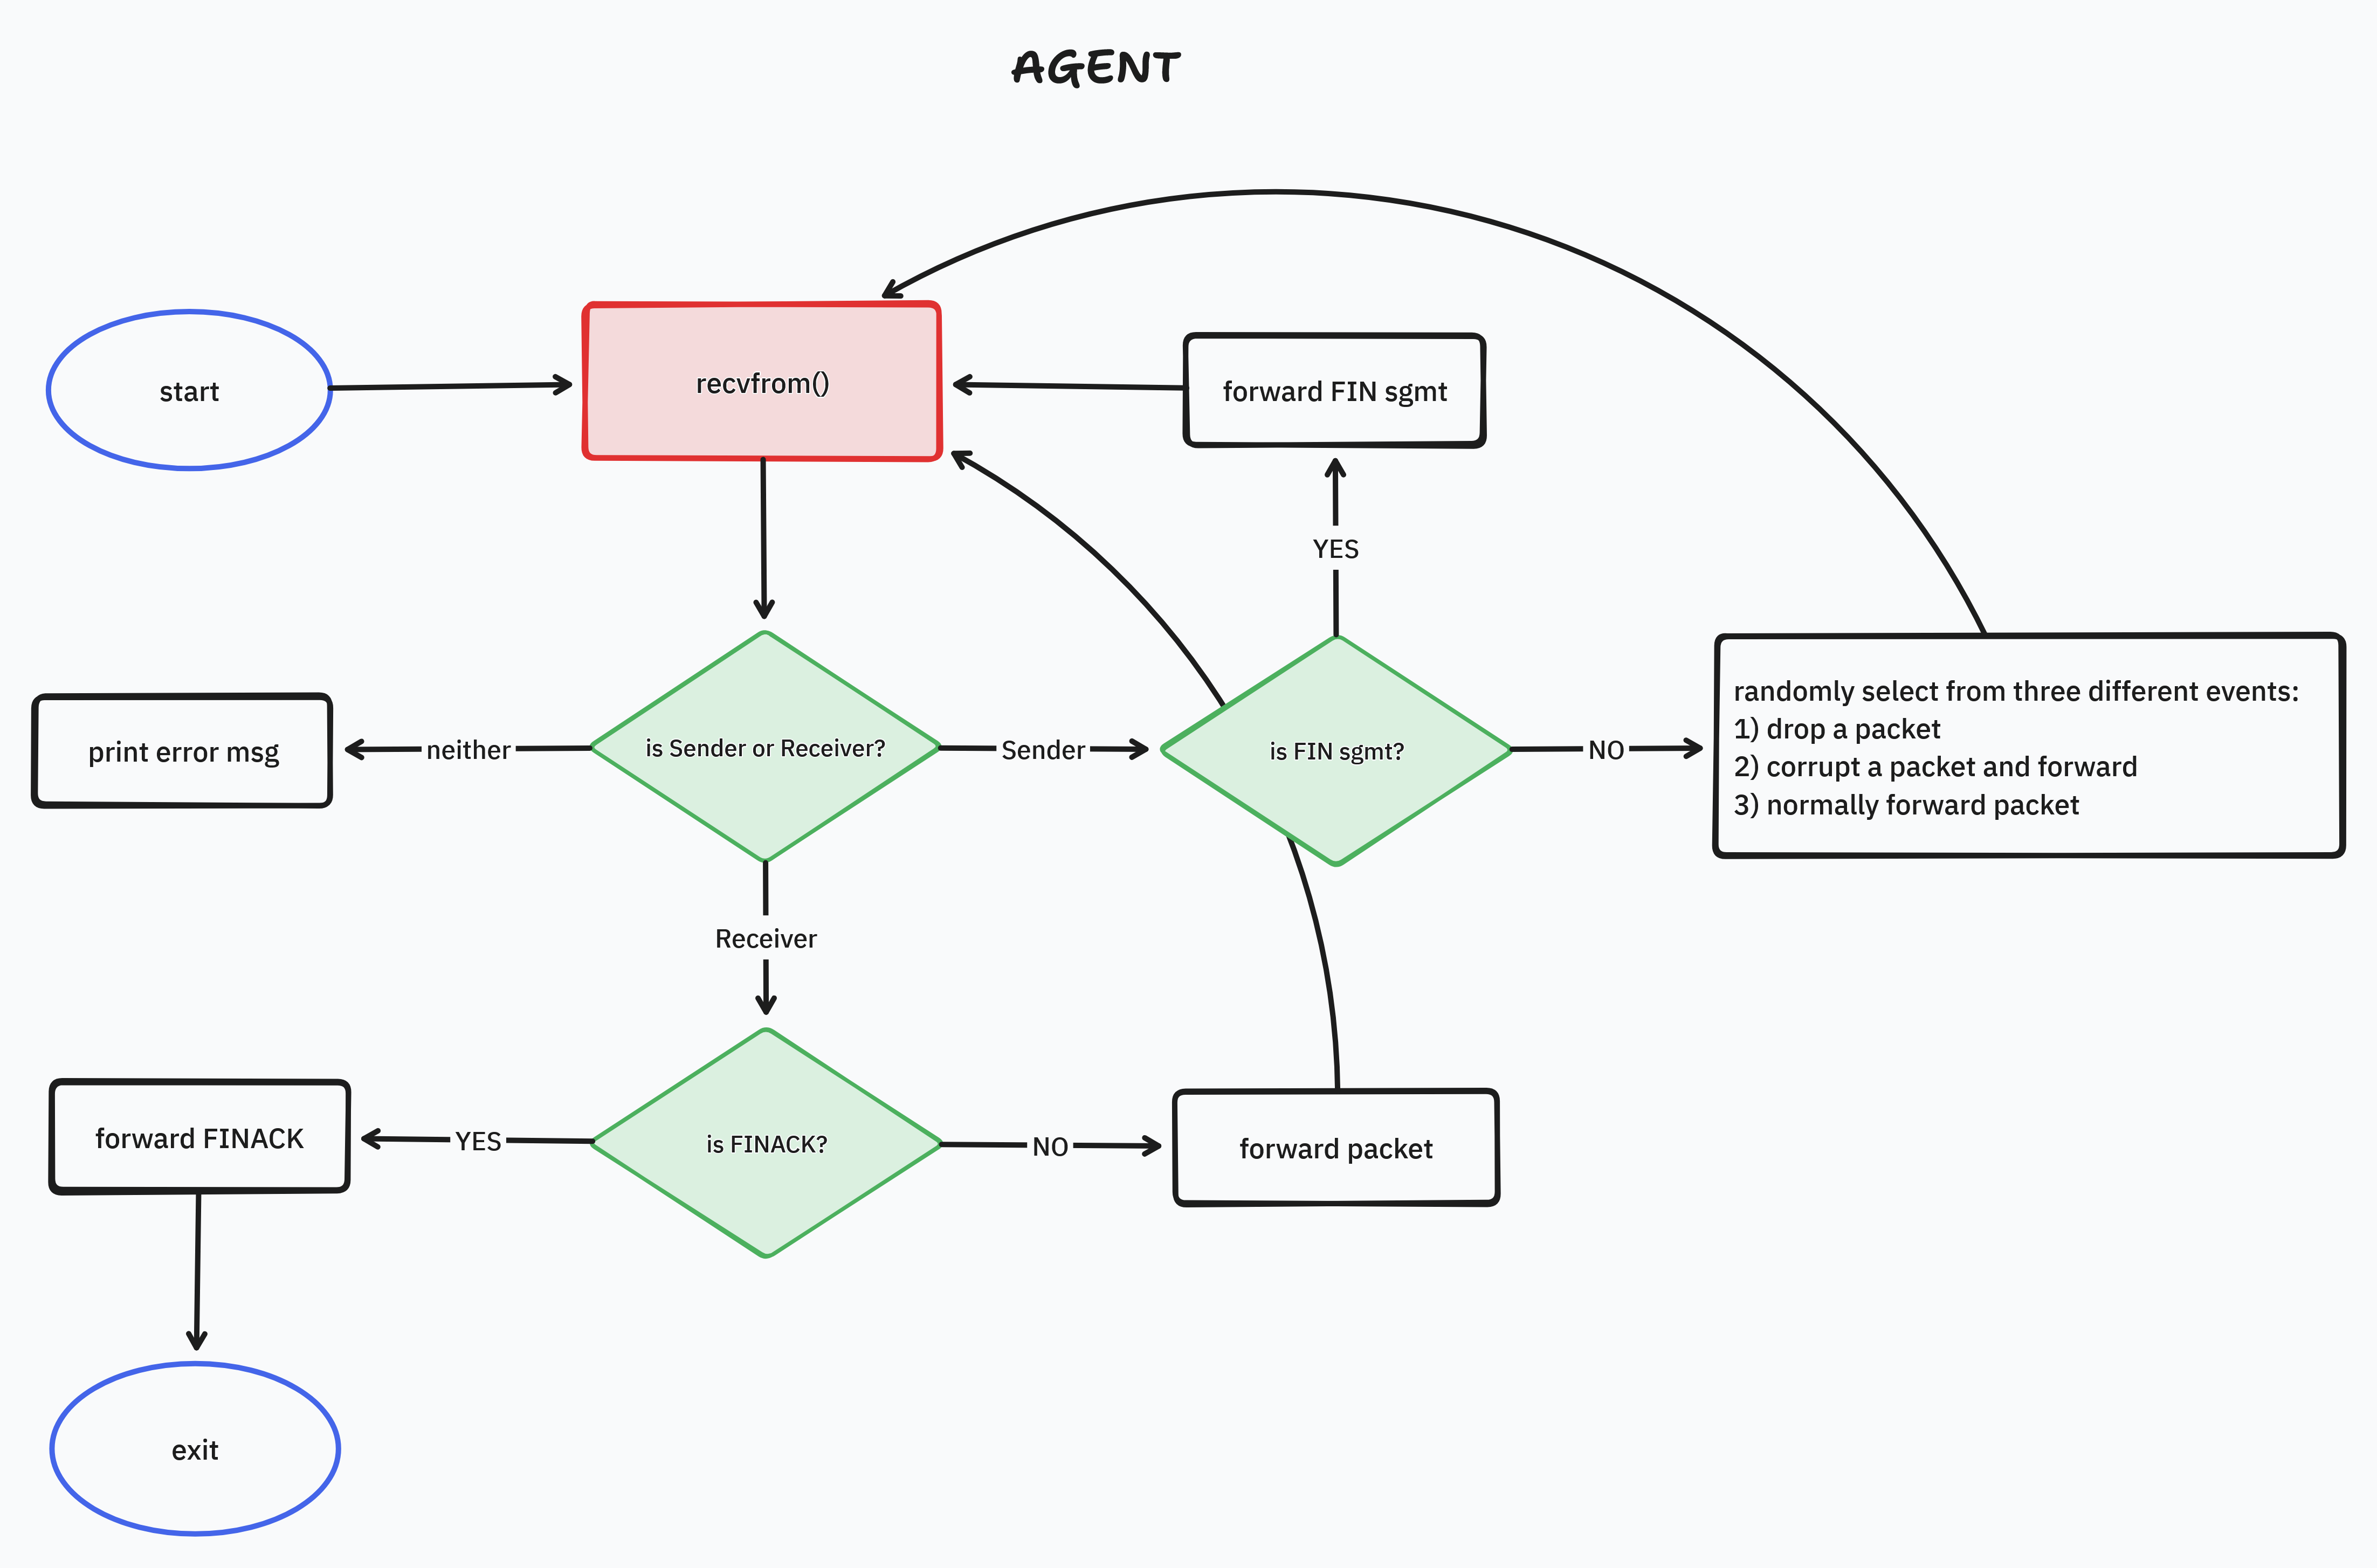 AGENT
start
recvfrom()
forward FIN sgmt
YES
print error msg
neither
is Sender or Receiver?
Sender
is FIN sgmt?
NO
randomly select from three different events:
1) drop a packet
2) corrupt a packet and forward
3) normally forward packet
Receiver
forward FINACK
YES
is FINACK?
NO
forward packet
exit